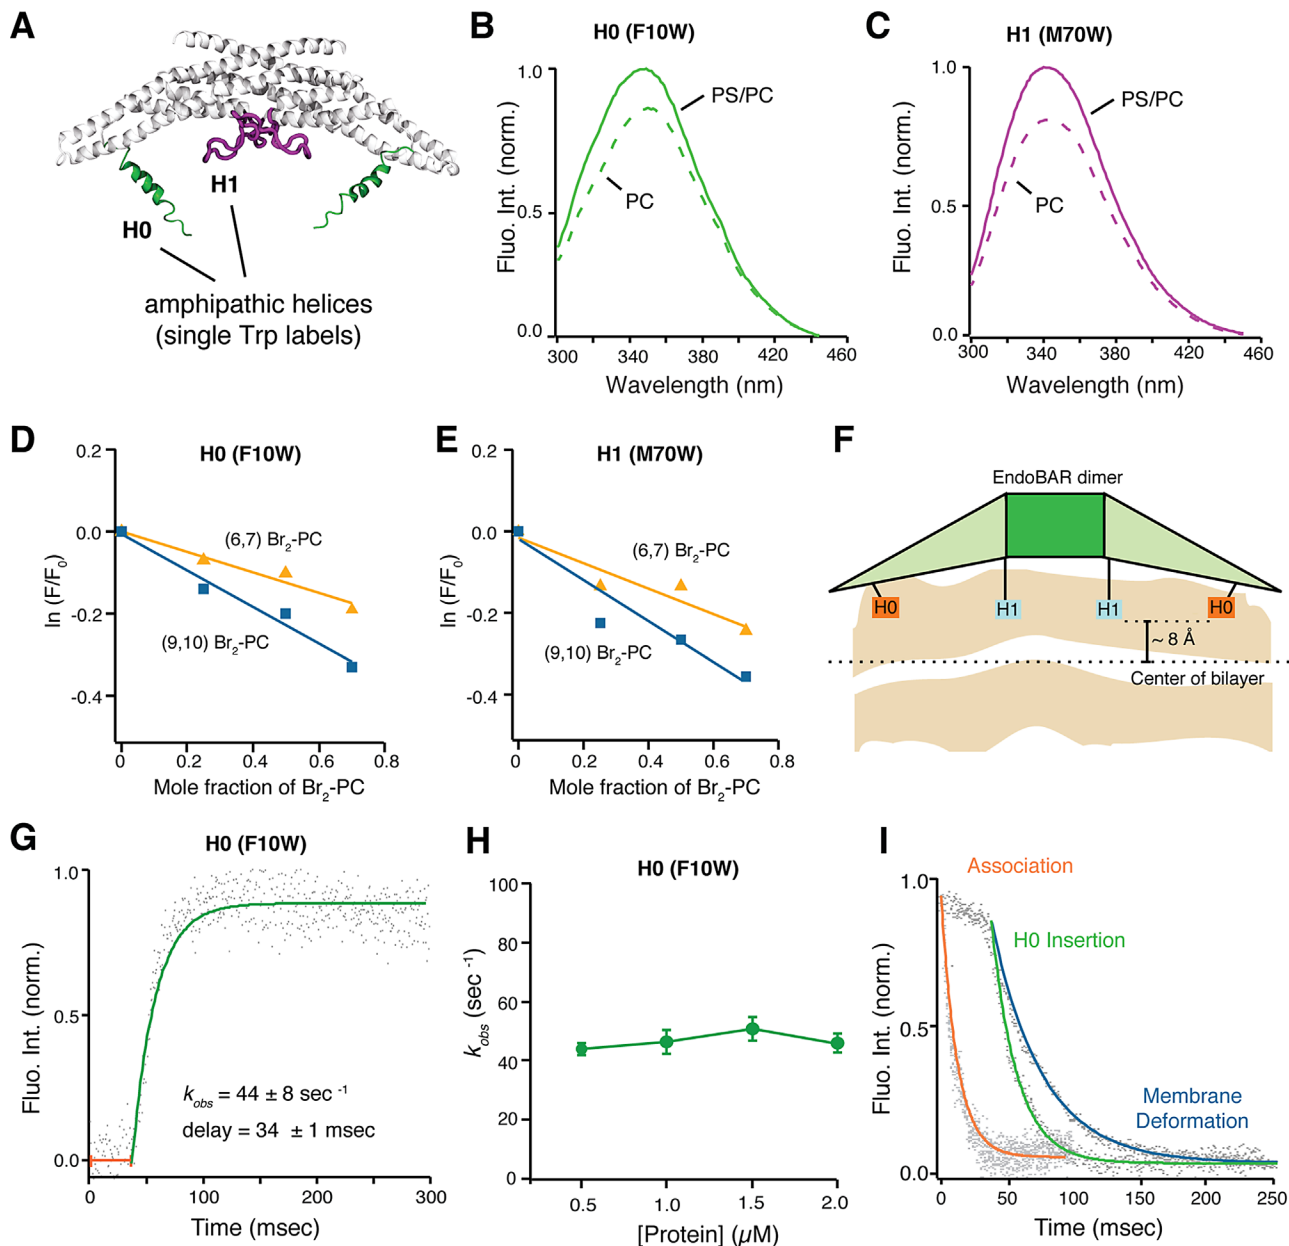 A
H0
H1
amphipathic helices
(single Trp labels)
B
H0 (F10W)
Fluo. Int. (norm.)
1.0
0.5
0.0
PS/PC
PC
300 340 380 420 460
Wavelength (nm)
C
H1 (M70W)
Fluo. Int. (norm.)
1.0
0.5
0.0
PS/PC
PC
300 340 380 420 460
Wavelength (nm)
D
H0 (F10W)
ln (F/F0)
0.2
0.0
-0.2
-0.4
(6,7) Br2-PC
(9,10) Br2-PC
0 0.2 0.4 0.6 0.8
Mole fraction of Br2-PC
E
H1 (M70W)
ln (F/F0)
0.2
0.0
-0.2
-0.4
(6,7) Br2-PC
(9,10) Br2-PC
0 0.2 0.4 0.6 0.8
Mole fraction of Br2-PC
F
EndoBAR dimer
H0 H1 H1 H0
~ 8 Å
Center of bilayer
G
H0 (F10W)
Fluo. Int. (norm.)
1.0
0.5
0.0
kobs = 44 ± 8 sec -1
delay = 34 ± 1 msec
0 100 200 300
Time (msec)
H
H0 (F10W)
kobs (sec -1)
100
80
60
40
20
0
0.5 1.0 1.5 2.0
[Protein] (µM)
I
Association
Fluo. Int. (norm.)
1.0
0.5
0.0
H0 Insertion
Membrane
Deformation
0 50 100 150 200 250
Time (msec)